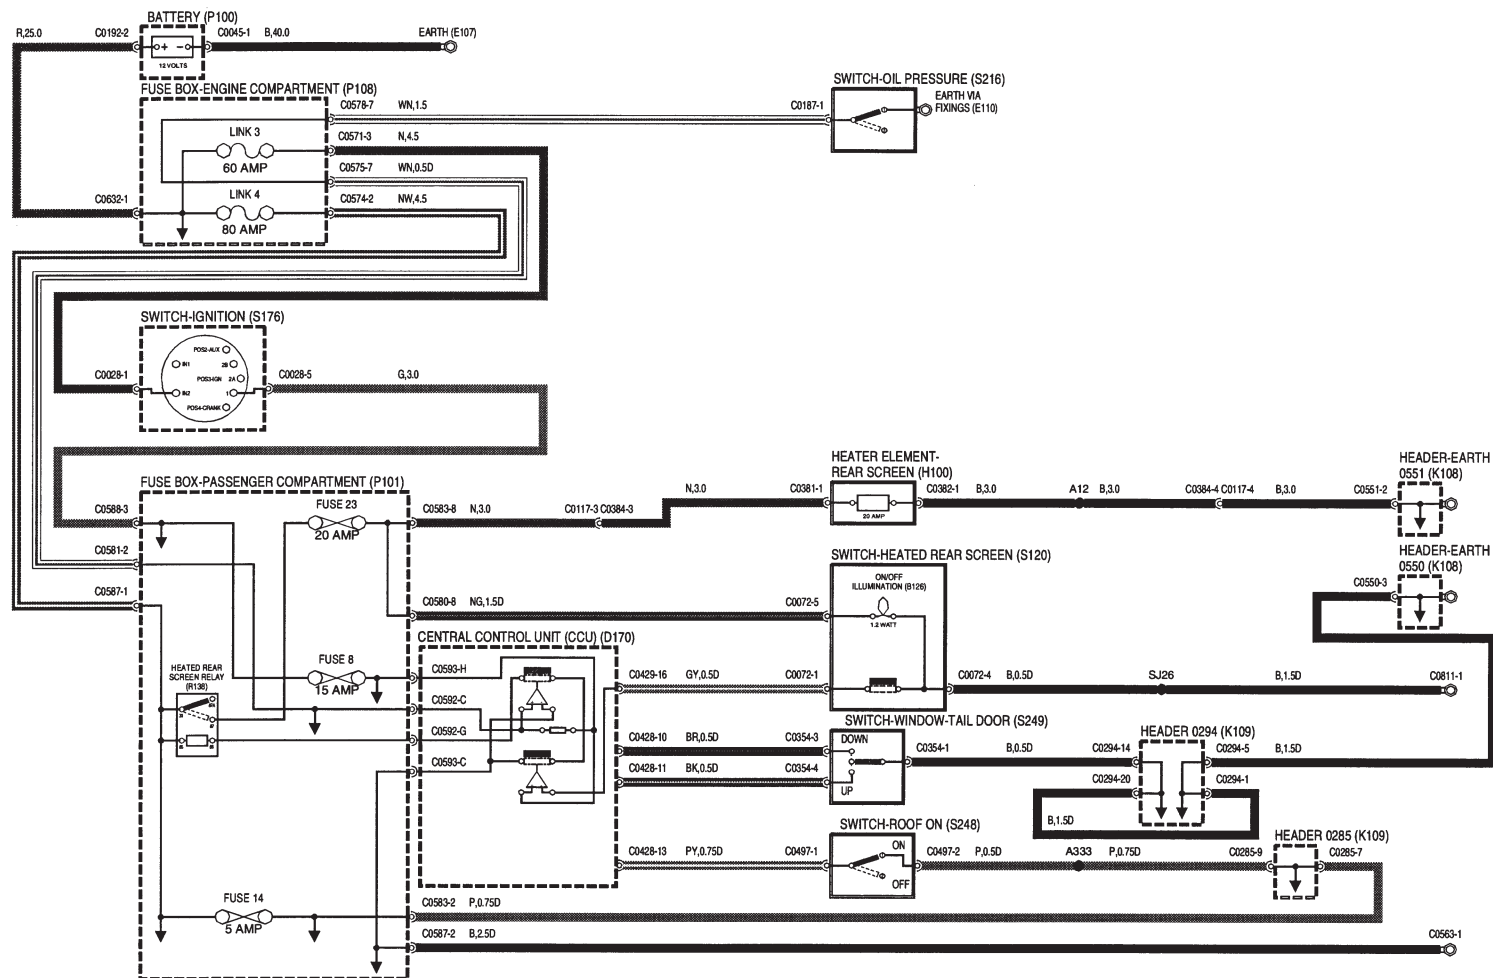 BATTERY (P100)
R,25.0
C0192-2
C0045-1
B,40.0
EARTH (E107)
+ -
12 VOLTS
FUSE BOX-ENGINE COMPARTMENT (P108)
C0578-7
WN,1.5
C0187-1
SWITCH-OIL PRESSURE (S216)
EARTH VIA
FIXINGS (E110)
LINK 3
60 AMP
C0571-3
N,4.5
C0575-7
WN,0.5D
LINK 4
80 AMP
C0632-1
C0574-2
NW,4.5
SWITCH-IGNITION (S176)
POS2-AUX
IN1
2B
POS3-IGN
2A
IN2
1
POS4-CRANK
C0028-1
C0028-5
G,3.0
FUSE BOX-PASSENGER COMPARTMENT (P101)
FUSE 23
20 AMP
C0588-3
C0581-2
C0587-1
C0583-8
N,3.0
C0117-3 C0384-3
N,3.0
C0381-1
HEATER ELEMENT-
REAR SCREEN (H100)
20 AMP
C0382-1
B,3.0
A12
B,3.0
C0384-4 C0117-4
B,3.0
C0551-2
HEADER-EARTH
0551 (K108)
HEADER-EARTH
0550 (K108)
C0550-3
SWITCH-HEATED REAR SCREEN (S120)
ON/OFF
ILLUMINATION (B126)
1.2 WATT
C0580-8
NG,1.5D
C0072-5
CENTRAL CONTROL UNIT (CCU) (D170)
HEATED REAR
SCREEN RELAY
(R138)
FUSE 8
15 AMP
C0593-H
C0592-C
C0592-G
C0593-C
C0429-16
GY,0.5D
C0072-1
C0072-4
B,0.5D
SJ26
B,1.5D
C0811-1
SWITCH-WINDOW-TAIL DOOR (S249)
DOWN
UP
C0428-10
BR,0.5D
C0354-3
C0428-11
BK,0.5D
C0354-4
C0354-1
B,0.5D
C0294-14
HEADER 0294 (K109)
C0294-5
B,1.5D
C0294-20
C0294-1
B,1.5D
SWITCH-ROOF ON (S248)
ON
OFF
C0428-13
PY,0.75D
C0497-1
C0497-2
P,0.5D
A333
P,0.75D
C0285-9
HEADER 0285 (K109)
C0285-7
FUSE 14
5 AMP
C0583-2
P,0.75D
C0587-2
B,2.5D
C0563-1